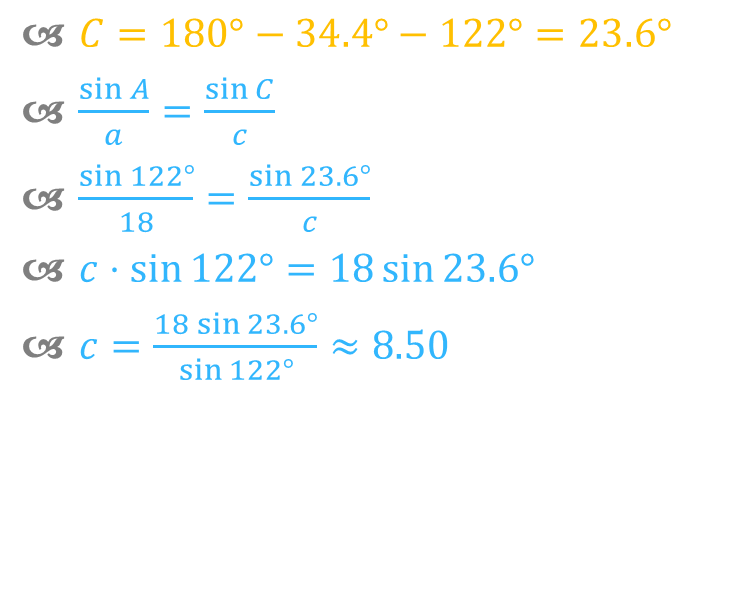 C = 180° − 34.4° − 122° = 23.6°
sin A / a = sin C / c
sin 122° / 18 = sin 23.6° / c
c · sin 122° = 18 sin 23.6°
c = 18 sin 23.6° / sin 122° ≈ 8.50